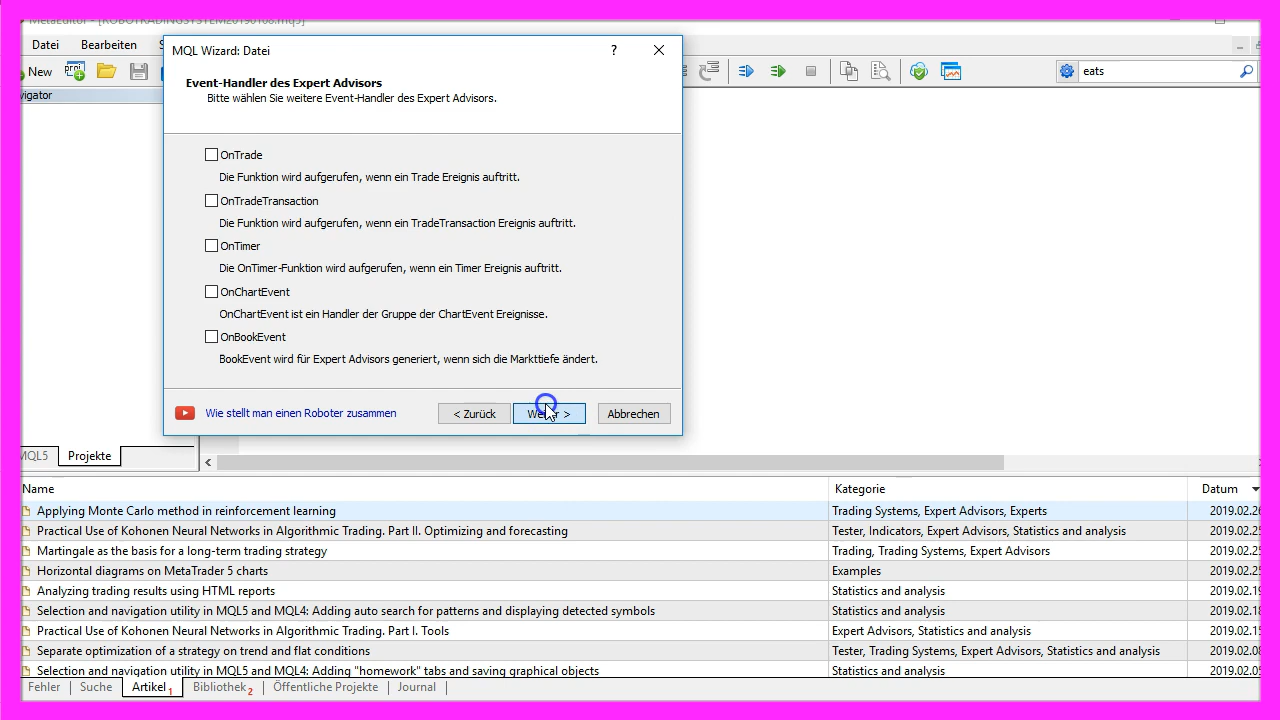 MetaEditor - [ROBOTRADINGSYSTEM20190108.mq5]
Datei Bearbeiten
New
eats
vigator
MQL Wizard: Datei
?
Event-Handler des Expert Advisors
Bitte wählen Sie weitere Event-Handler des Expert Advisors.
OnTrade
Die Funktion wird aufgerufen, wenn ein Trade Ereignis auftritt.
OnTradeTransaction
Die Funktion wird aufgerufen, wenn ein TradeTransaction Ereignis auftritt.
OnTimer
Die OnTimer-Funktion wird aufgerufen, wenn ein Timer Ereignis auftritt.
OnChartEvent
OnChartEvent ist ein Handler der Gruppe der ChartEvent Ereignisse.
OnBookEvent
BookEvent wird für Expert Advisors generiert, wenn sich die Markttiefe ändert.
Wie stellt man einen Roboter zusammen
< Zurück
Weiter >
Abbrechen
MQL5 Projekte
Name Kategorie Datum
Applying Monte Carlo method in reinforcement learning Trading Systems, Expert Advisors, Experts 2019.02.26
Practical Use of Kohonen Neural Networks in Algorithmic Trading. Part II. Optimizing and forecasting Tester, Indicators, Expert Advisors, Statistics and analysis 2019.02.25
Martingale as the basis for a long-term trading strategy Trading, Trading Systems, Expert Advisors 2019.02.25
Horizontal diagrams on MetaTrader 5 charts Examples 2019.02.25
Analyzing trading results using HTML reports Statistics and analysis 2019.02.19
Selection and navigation utility in MQL5 and MQL4: Adding auto search for patterns and displaying detected symbols Statistics and analysis 2019.02.18
Practical Use of Kohonen Neural Networks in Algorithmic Trading. Part I. Tools Expert Advisors, Statistics and analysis 2019.02.15
Separate optimization of a strategy on trend and flat conditions Tester, Trading Systems, Expert Advisors, Statistics and analysis 2019.02.08
Selection and navigation utility in MQL5 and MQL4: Adding "homework" tabs and saving graphical objects Statistics and analysis 2019.02.05
Fehler Suche Artikel 1 Bibliothek 2 Öffentliche Projekte Journal